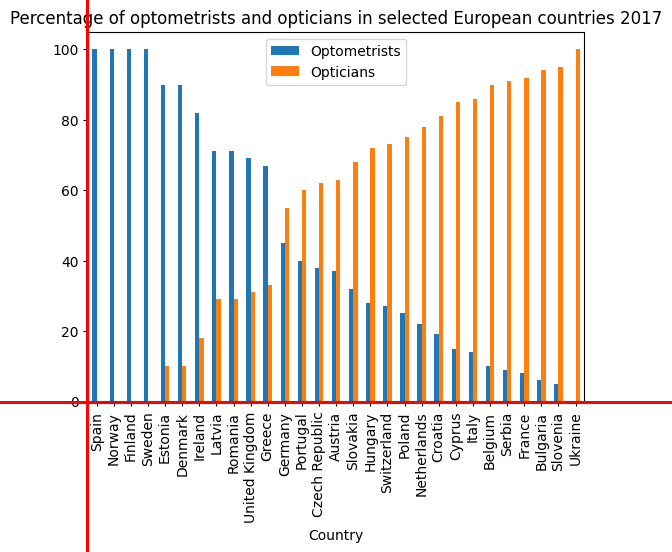 Percentage of optometrists and opticians in selected European countries 2017
Optometrists
Opticians
100
80
60
40
20
0
Spain
Norway
Finland
Sweden
Estonia
Denmark
Ireland
Latvia
Romania
United Kingdom
Greece
Germany
Portugal
Czech Republic
Austria
Slovakia
Hungary
Switzerland
Poland
Netherlands
Croatia
Cyprus
Italy
Belgium
Serbia
France
Bulgaria
Slovenia
Ukraine
Country